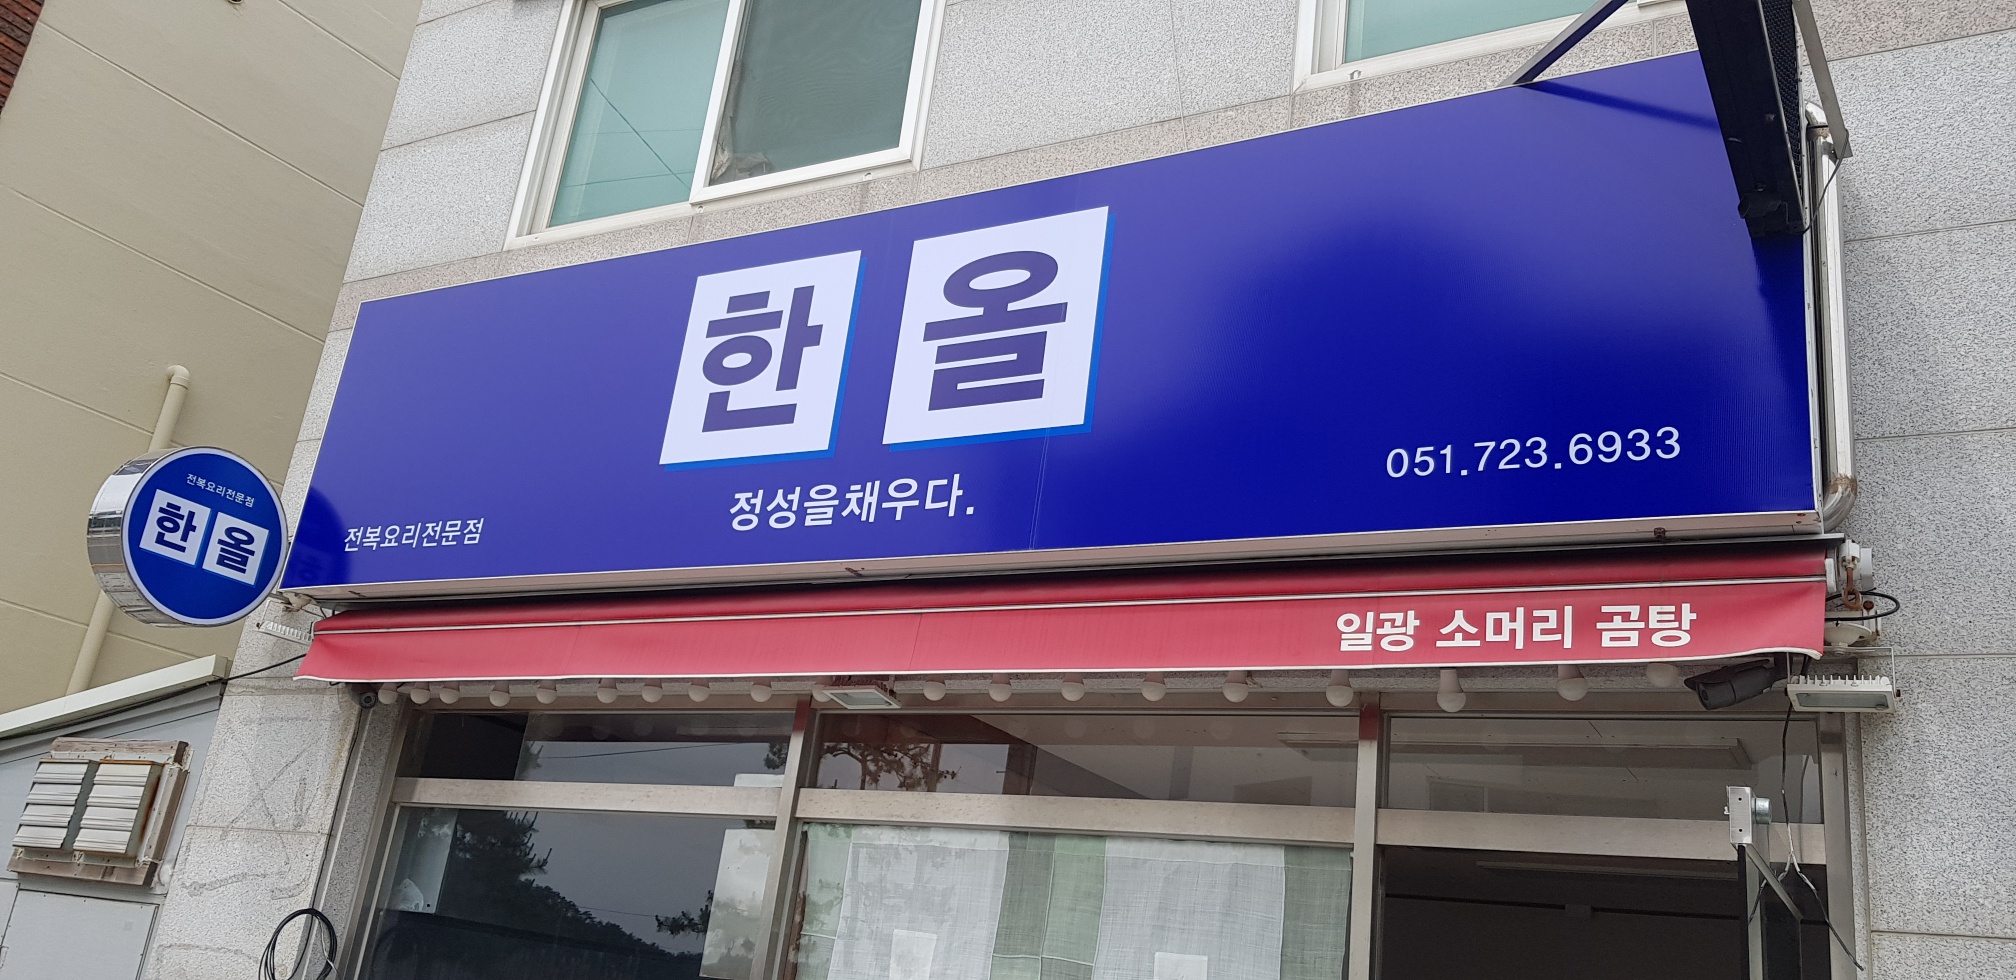 한올
정성을채우다.
전복요리전문점
051.723.6933
전복요리전문점
한올
일광 소머리 곰탕